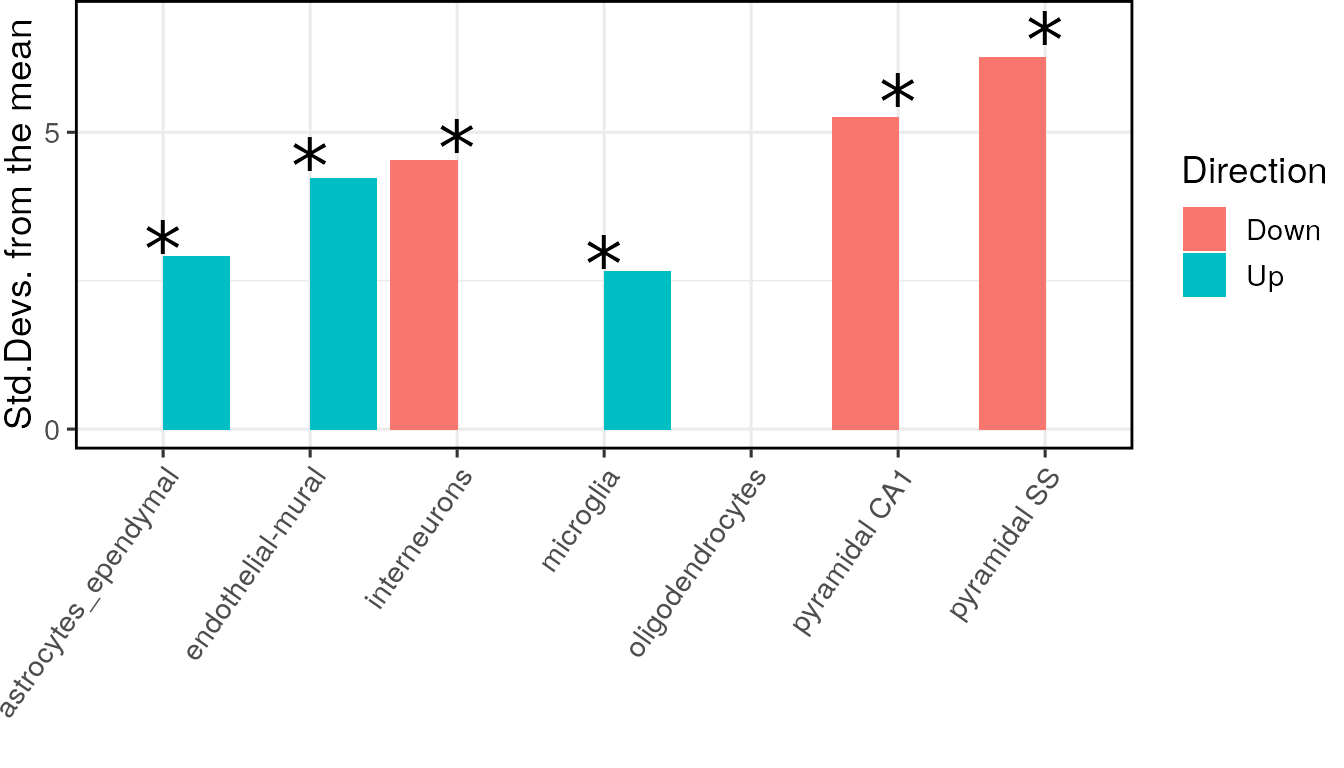 Std.Devs. from the mean
5
0
*
*
*
*
*
*
astrocytes_ependymal
endothelial-mural
interneurons
microglia
oligodendrocytes
pyramidal CA1
pyramidal SS
Direction
Down
Up